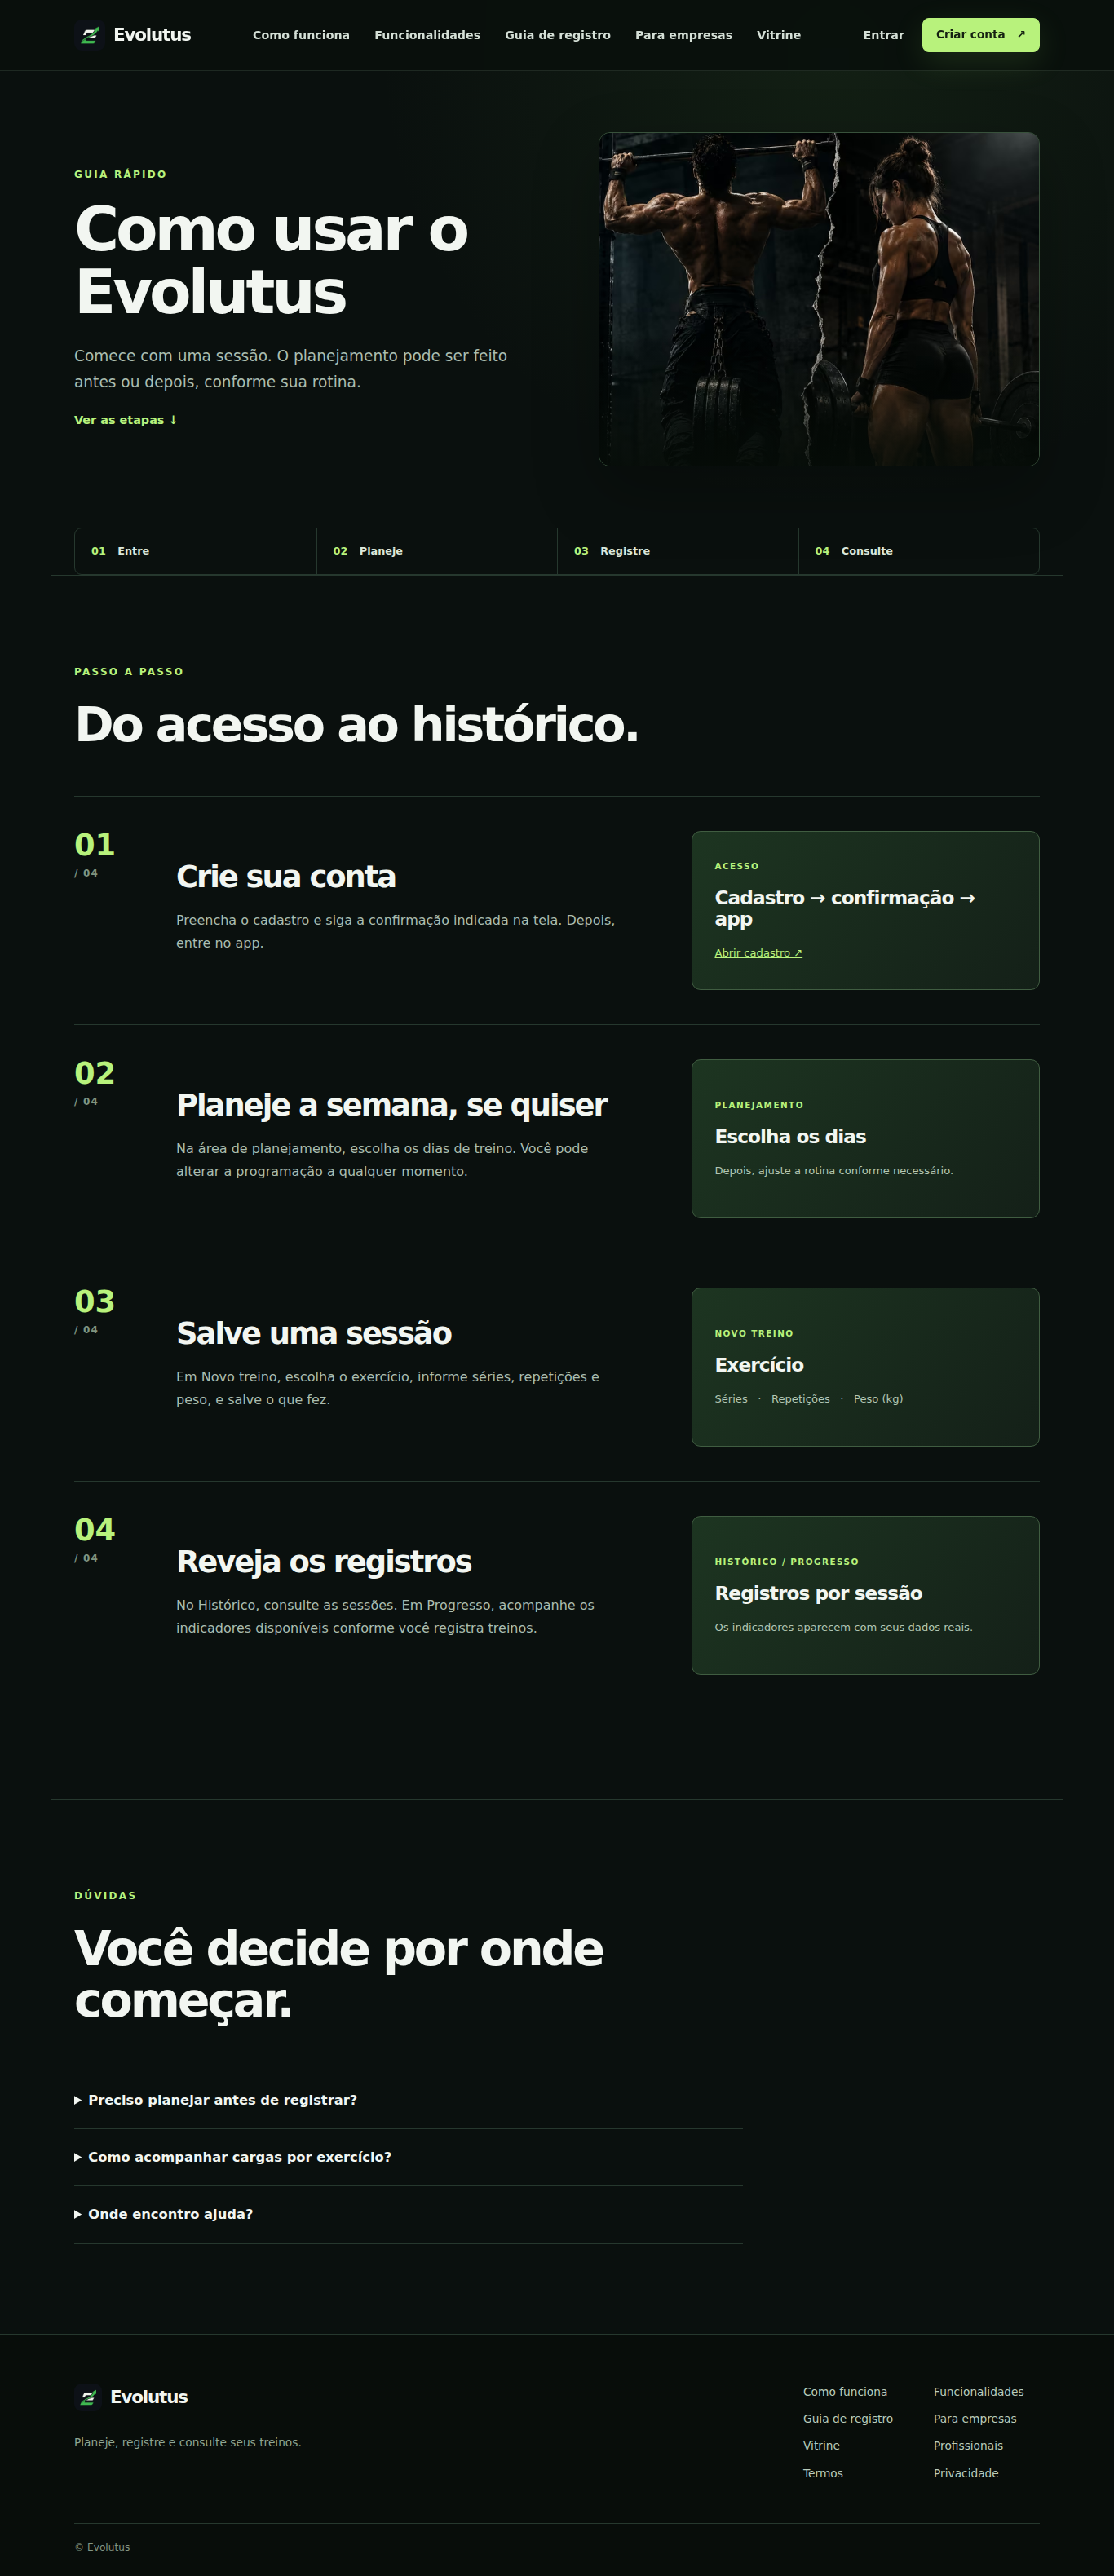 Evolutus
Como funciona
Funcionalidades
Guia de registro
Para empresas
Vitrine
Entrar
Criar conta ↗
GUIA RÁPIDO
Como usar o
Evolutus
Comece com uma sessão. O planejamento pode ser feito
antes ou depois, conforme sua rotina.
Ver as etapas ↓
01 Entre
02 Planeje
03 Registre
04 Consulte
PASSO A PASSO
Do acesso ao histórico.
01
/ 04
Crie sua conta
Preencha o cadastro e siga a confirmação indicada na tela. Depois,
entre no app.
ACESSO
Cadastro → confirmação →
app
Abrir cadastro ↗
02
/ 04
Planeje a semana, se quiser
Na área de planejamento, escolha os dias de treino. Você pode
alterar a programação a qualquer momento.
PLANEJAMENTO
Escolha os dias
Depois, ajuste a rotina conforme necessário.
03
/ 04
Salve uma sessão
Em Novo treino, escolha o exercício, informe séries, repetições e
peso, e salve o que fez.
NOVO TREINO
Exercício
Séries · Repetições · Peso (kg)
04
/ 04
Reveja os registros
No Histórico, consulte as sessões. Em Progresso, acompanhe os
indicadores disponíveis conforme você registra treinos.
HISTÓRICO / PROGRESSO
Registros por sessão
Os indicadores aparecem com seus dados reais.
DÚVIDAS
Você decide por onde
começar.
Preciso planejar antes de registrar?
Como acompanhar cargas por exercício?
Onde encontro ajuda?
Evolutus
Planeje, registre e consulte seus treinos.
Como funciona
Funcionalidades
Guia de registro
Para empresas
Vitrine
Profissionais
Termos
Privacidade
© Evolutus